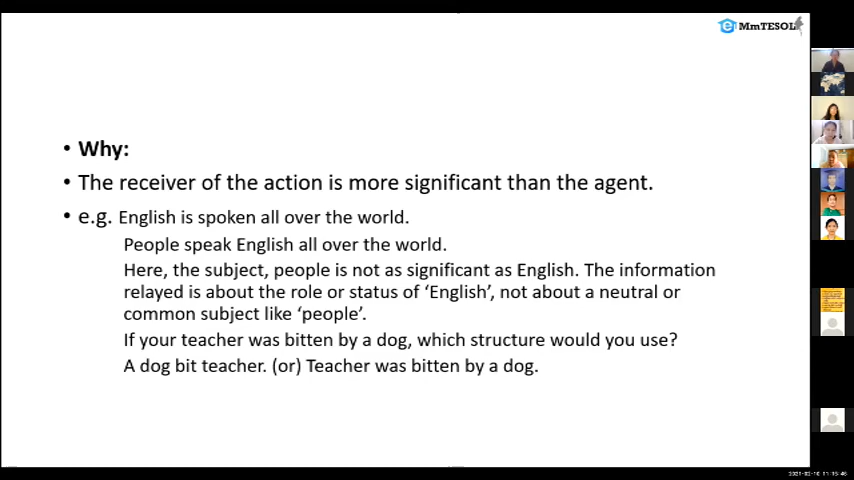 MmTESOL
• Why:
• The receiver of the action is more significant than the agent.
• e.g. English is spoken all over the world.
People speak English all over the world.
Here, the subject, people is not as significant as English. The information
relayed is about the role or status of ‘English’, not about a neutral or
common subject like ‘people’.
If your teacher was bitten by a dog, which structure would you use?
A dog bit teacher. (or) Teacher was bitten by a dog.